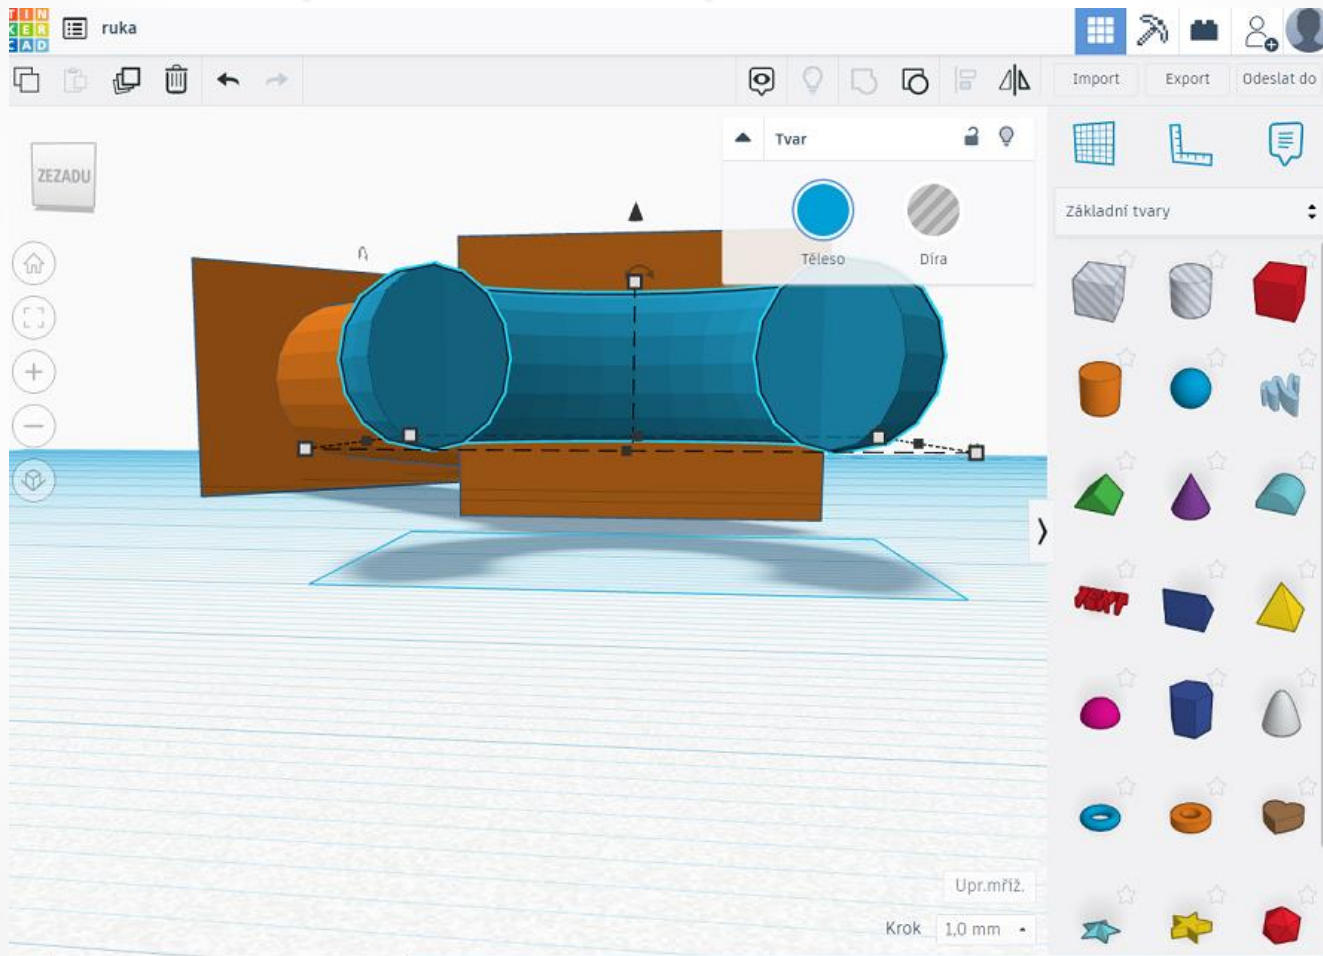 TIN
KER
CAD
ruka
Import
Export
Odeslat do
Tvar
ZEZADU
Těleso
Díra
Základní tvary
TEXT
Upr.mříž.
Krok
1,0 mm